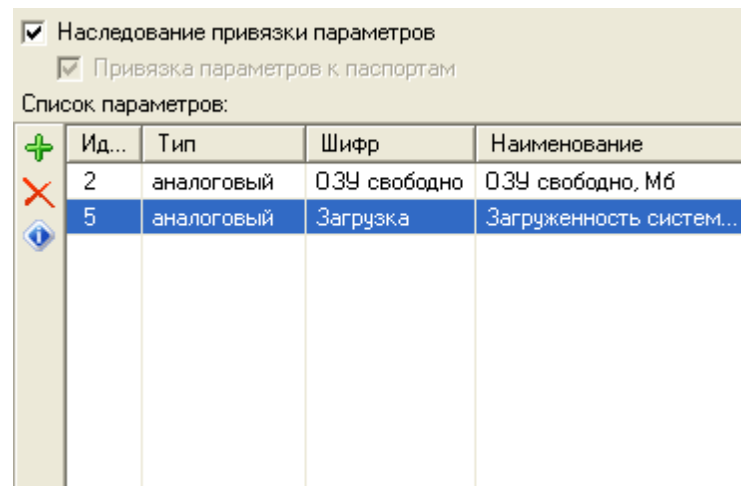 Наследование привязки параметров
Привязка параметров к паспортам
Список параметров:
Ид... Тип Шифр Наименование
2 аналоговый ОЗУ свободно ОЗУ свободно, Мб
5 аналоговый Загрузка Загруженность систем...